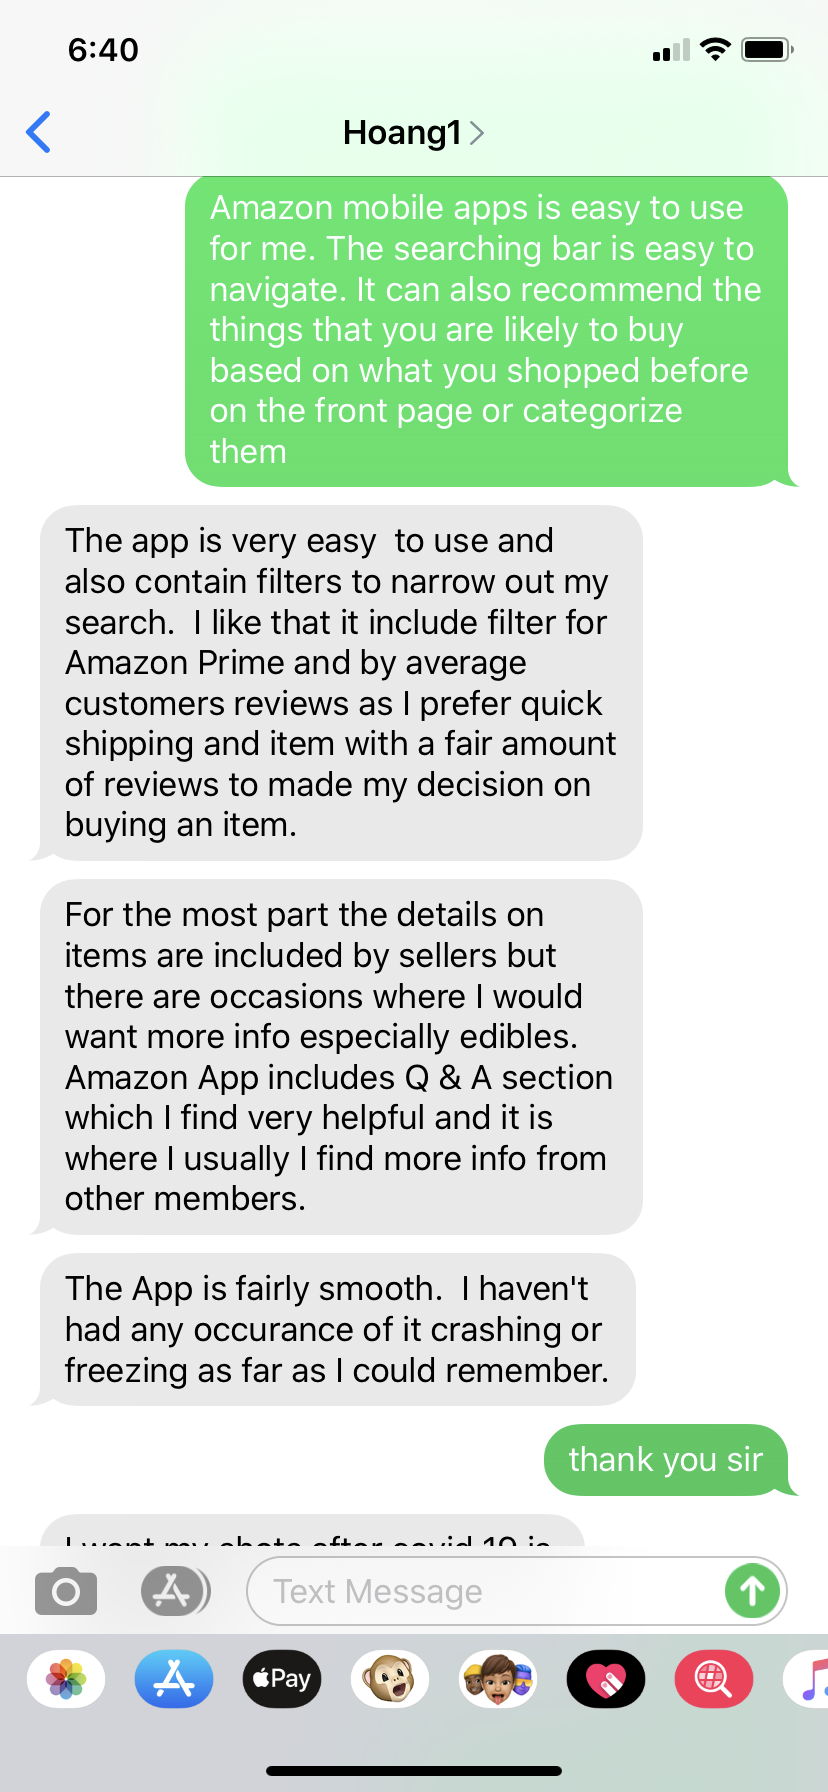 6:40
Hoang1
Amazon mobile apps is easy to use
for me. The searching bar is easy to
navigate. It can also recommend the
things that you are likely to buy
based on what you shopped before
on the front page or categorize
them
The app is very easy  to use and
also contain filters to narrow out my
search.  I like that it include filter for
Amazon Prime and by average
customers reviews as I prefer quick
shipping and item with a fair amount
of reviews to made my decision on
buying an item.
For the most part the details on
items are included by sellers but
there are occasions where I would
want more info especially edibles.
Amazon App includes Q & A section
which I find very helpful and it is
where I usually I find more info from
other members.
The App is fairly smooth.  I haven't
had any occurance of it crashing or
freezing as far as I could remember.
thank you sir
I want my after covid 19 is
Text Message
Pay